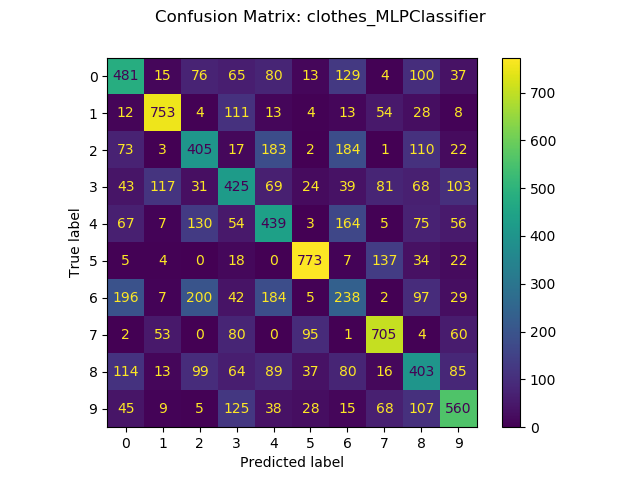 Confusion Matrix: clothes_MLPClassifier
0 481 15 76 65 80 13 129 4 100 37
1 12 753 4 111 13 4 13 54 28 8
2 73 3 405 17 183 2 184 1 110 22
3 43 117 31 425 69 24 39 81 68 103
4 67 7 130 54 439 3 164 5 75 56
5 5 4 0 18 0 773 7 137 34 22
6 196 7 200 42 184 5 238 2 97 29
7 2 53 0 80 0 95 1 705 4 60
8 114 13 99 64 89 37 80 16 403 85
9 45 9 5 125 38 28 15 68 107 560
0 1 2 3 4 5 6 7 8 9
Predicted label
True label
700
600
500
400
300
200
100
0